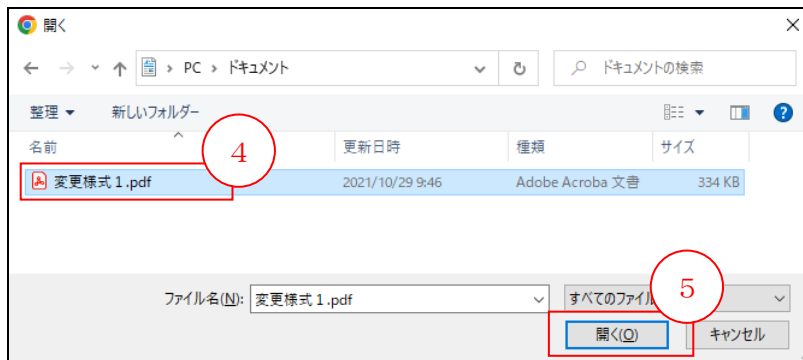 開く
PC › ドキュメント
ドキュメントの検索
整理 新しいフォルダー
名前 更新日時 種類 サイズ
4
変更様式１.pdf 2021/10/29 9:46 Adobe Acroba 文書 334 KB
ファイル名(N): 変更様式１.pdf すべてのファイル
5
開く(O) キャンセル